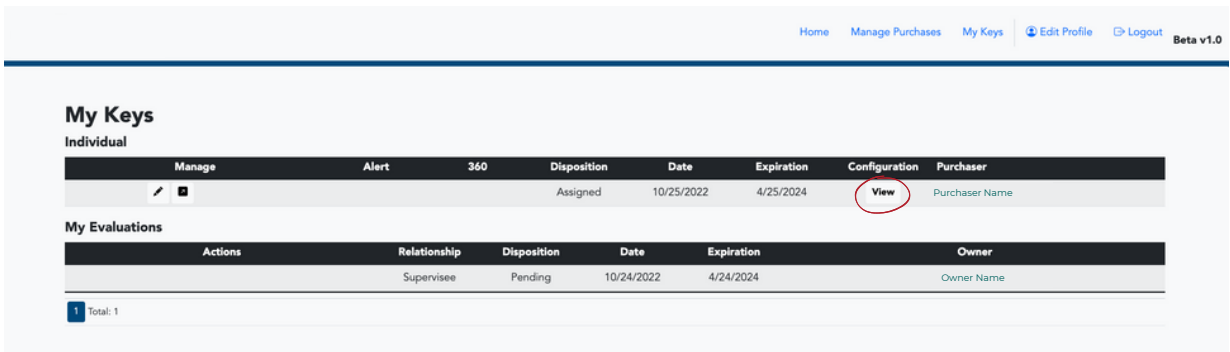 Home Manage Purchases My Keys Edit Profile Logout Beta v1.0
My Keys
Individual
Manage Alert 360 Disposition Date Expiration Configuration Purchaser
Assigned 10/25/2022 4/25/2024 View Purchaser Name
My Evaluations
Actions Relationship Disposition Date Expiration Owner
Supervisee Pending 10/24/2022 4/24/2024 Owner Name
1 Total: 1